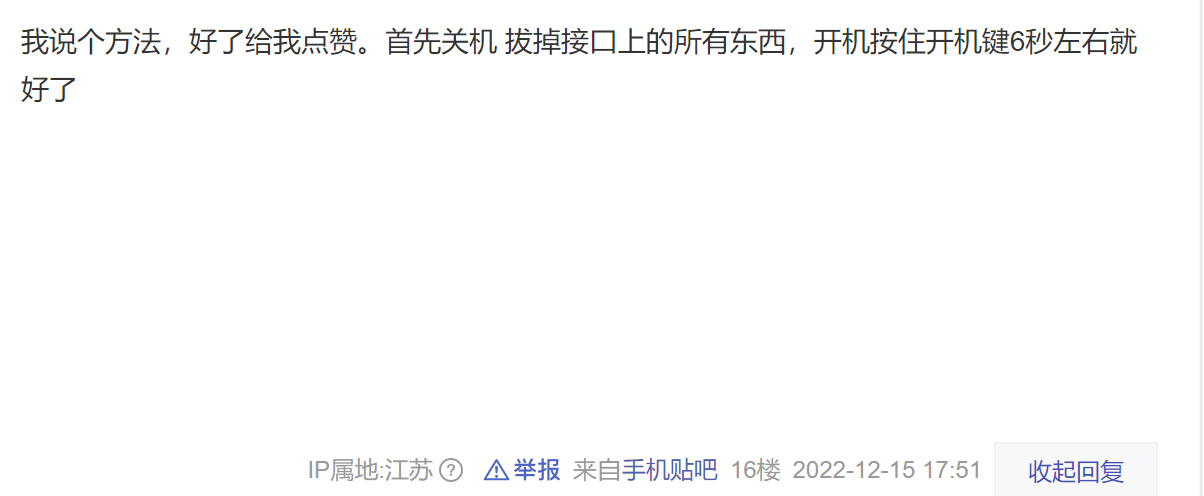 我说个方法，好了给我点赞。首先关机 拔掉接口上的所有东西，开机按住开机键6秒左右就
好了
IP属地:江苏 ? 举报 来自手机贴吧 16楼 2022-12-15 17:51 收起回复